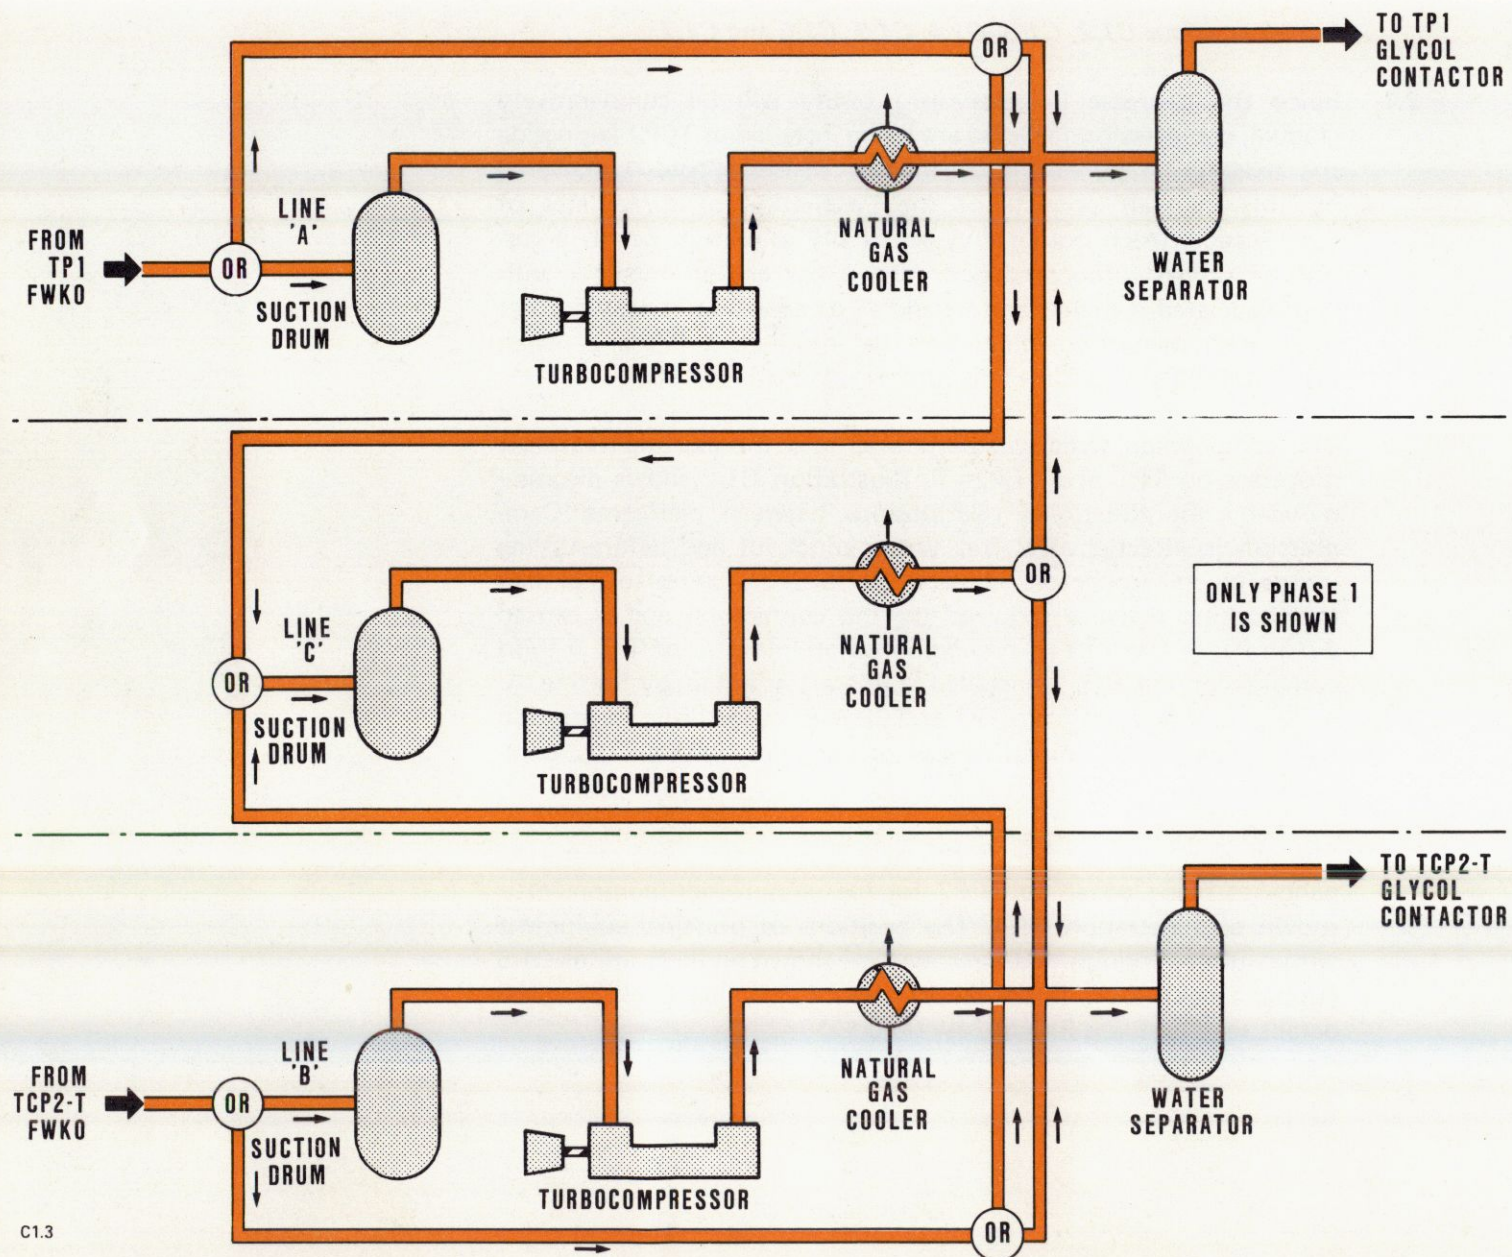 OR
TO TP1
GLYCOL
CONTACTOR
LINE
'A'
FROM
TP1
FWKO
OR
SUCTION
DRUM
TURBOCOMPRESSOR
NATURAL
GAS
COOLER
WATER
SEPARATOR
LINE
'C'
OR
SUCTION
DRUM
TURBOCOMPRESSOR
NATURAL
GAS
COOLER
OR
ONLY PHASE 1
IS SHOWN
TO TCP2-T
GLYCOL
CONTACTOR
LINE
'B'
FROM
TCP2-T
FWKO
OR
SUCTION
DRUM
TURBOCOMPRESSOR
NATURAL
GAS
COOLER
WATER
SEPARATOR
OR
C1.3